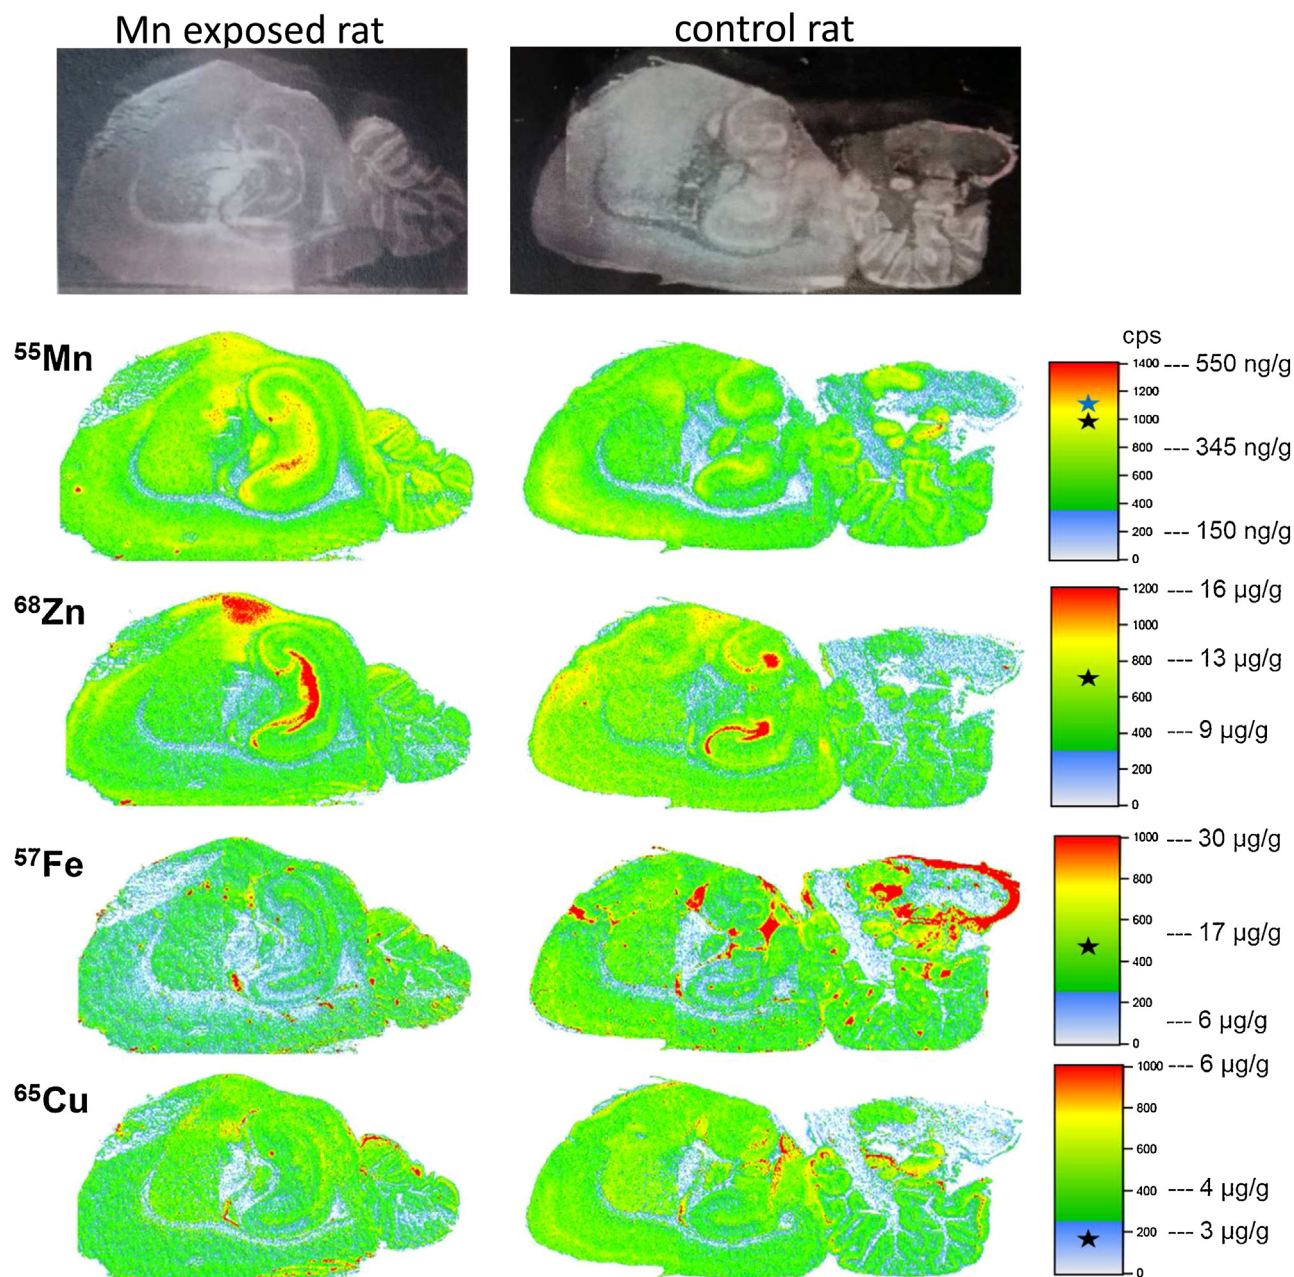 Mn exposed rat
control rat
55Mn
cps
1400 --- 550 ng/g
1200
1000
800 --- 345 ng/g
600
400
200 --- 150 ng/g
0
68Zn
1200 --- 16 µg/g
1000
800 --- 13 µg/g
600
400 --- 9 µg/g
200
0
57Fe
1000 --- 30 µg/g
800
600
--- 17 µg/g
400
200
--- 6 µg/g
0
65Cu
1000 --- 6 µg/g
800
600
400 --- 4 µg/g
200 --- 3 µg/g
0